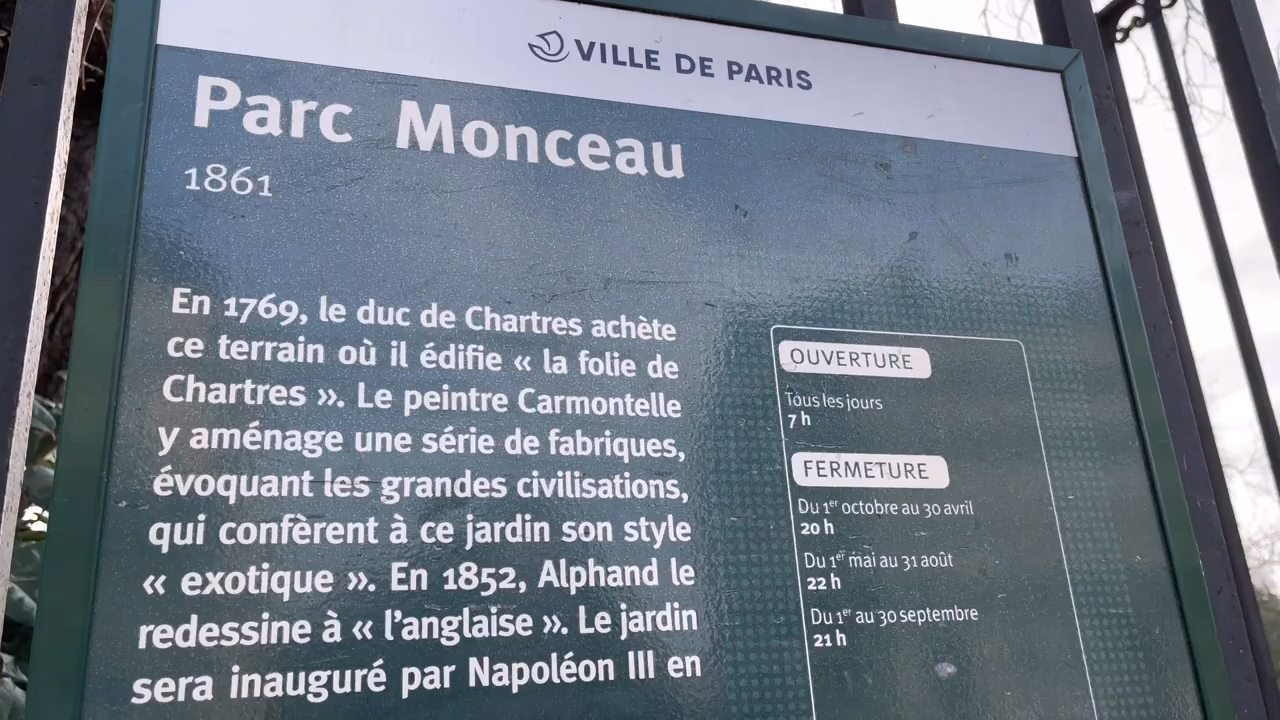 VILLE DE PARIS
Parc Monceau
1861
En 1769, le duc de Chartres achète
ce terrain où il édifie « la folie de
Chartres ». Le peintre Carmontelle
y aménage une série de fabriques,
évoquant les grandes civilisations,
qui confèrent à ce jardin son style
« exotique ». En 1852, Alphand le
redessine à « l’anglaise ». Le jardin
sera inauguré par Napoléon III en
OUVERTURE
Tous les jours
7 h
FERMETURE
Du 1er octobre au 30 avril
20 h
Du 1er mai au 31 août
22 h
Du 1er au 30 septembre
21 h